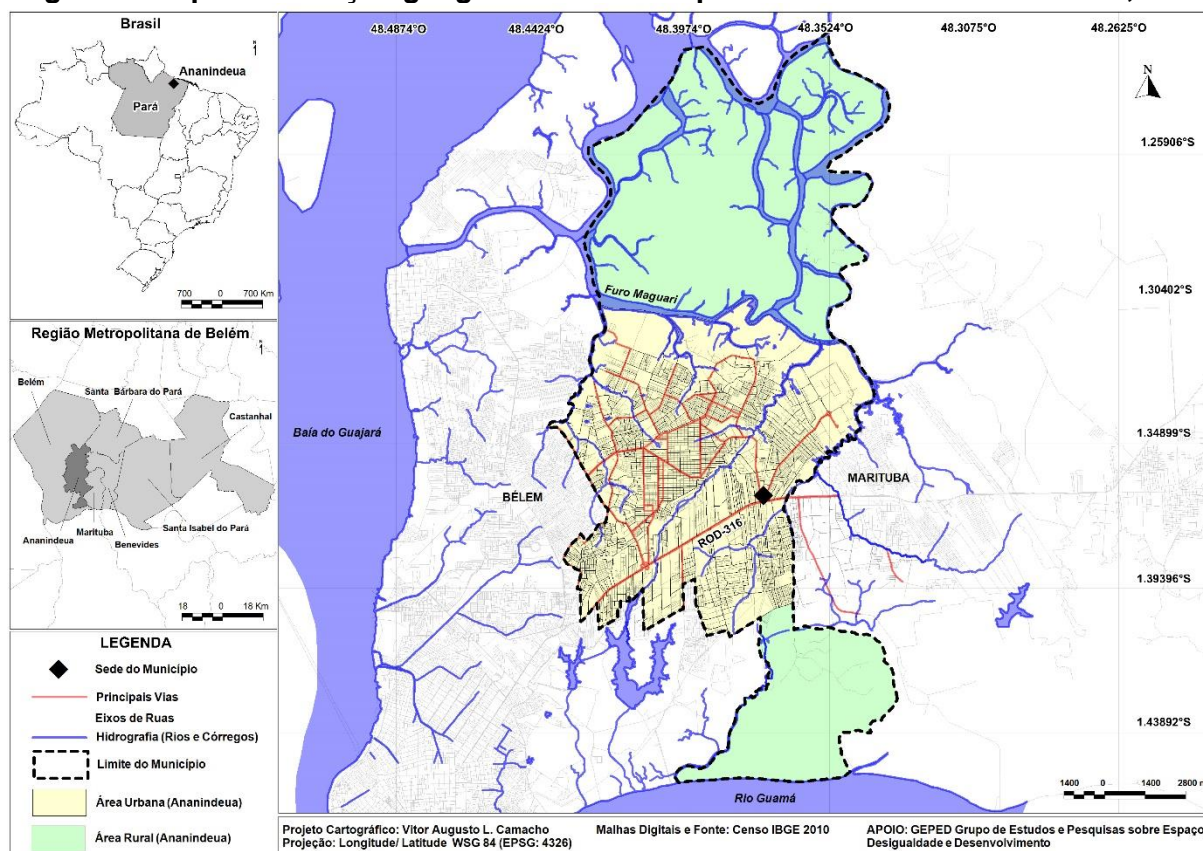 Brasil
Ananindeua
Pará
700 0 700 Km
Região Metropolitana de Belém
Belém
Santa Bárbara do Pará
Castanhal
Ananindeua
Marituba
Benevides
Santa Isabel do Pará
18 0 18 Km
LEGENDA
Sede do Município
Principais Vias
Eixos de Ruas
Hidrografia (Rios e Córregos)
Limite do Município
Área Urbana (Ananindeua)
Área Rural (Ananindeua)
48.4874°O 48.4424°O 48.3974°O 48.3524°O 48.3075°O 48.2625°O
N
1.25906°S
1.30402°S
1.34899°S
1.39396°S
1.43892°S
Furo Maguari
Baía do Guajará
BÉLEM
MARITUBA
ROD-316
Rio Guamá
1400 0 1400 2800 m
Projeto Cartográfico: Vitor Augusto L. Camacho
Projeção: Longitude/ Latitude WSG 84 (EPSG: 4326)
Malhas Digitais e Fonte: Censo IBGE 2010
APOIO: GEPED Grupo de Estudos e Pesquisas sobre Espaço
Desigualdade e Desenvolvimento